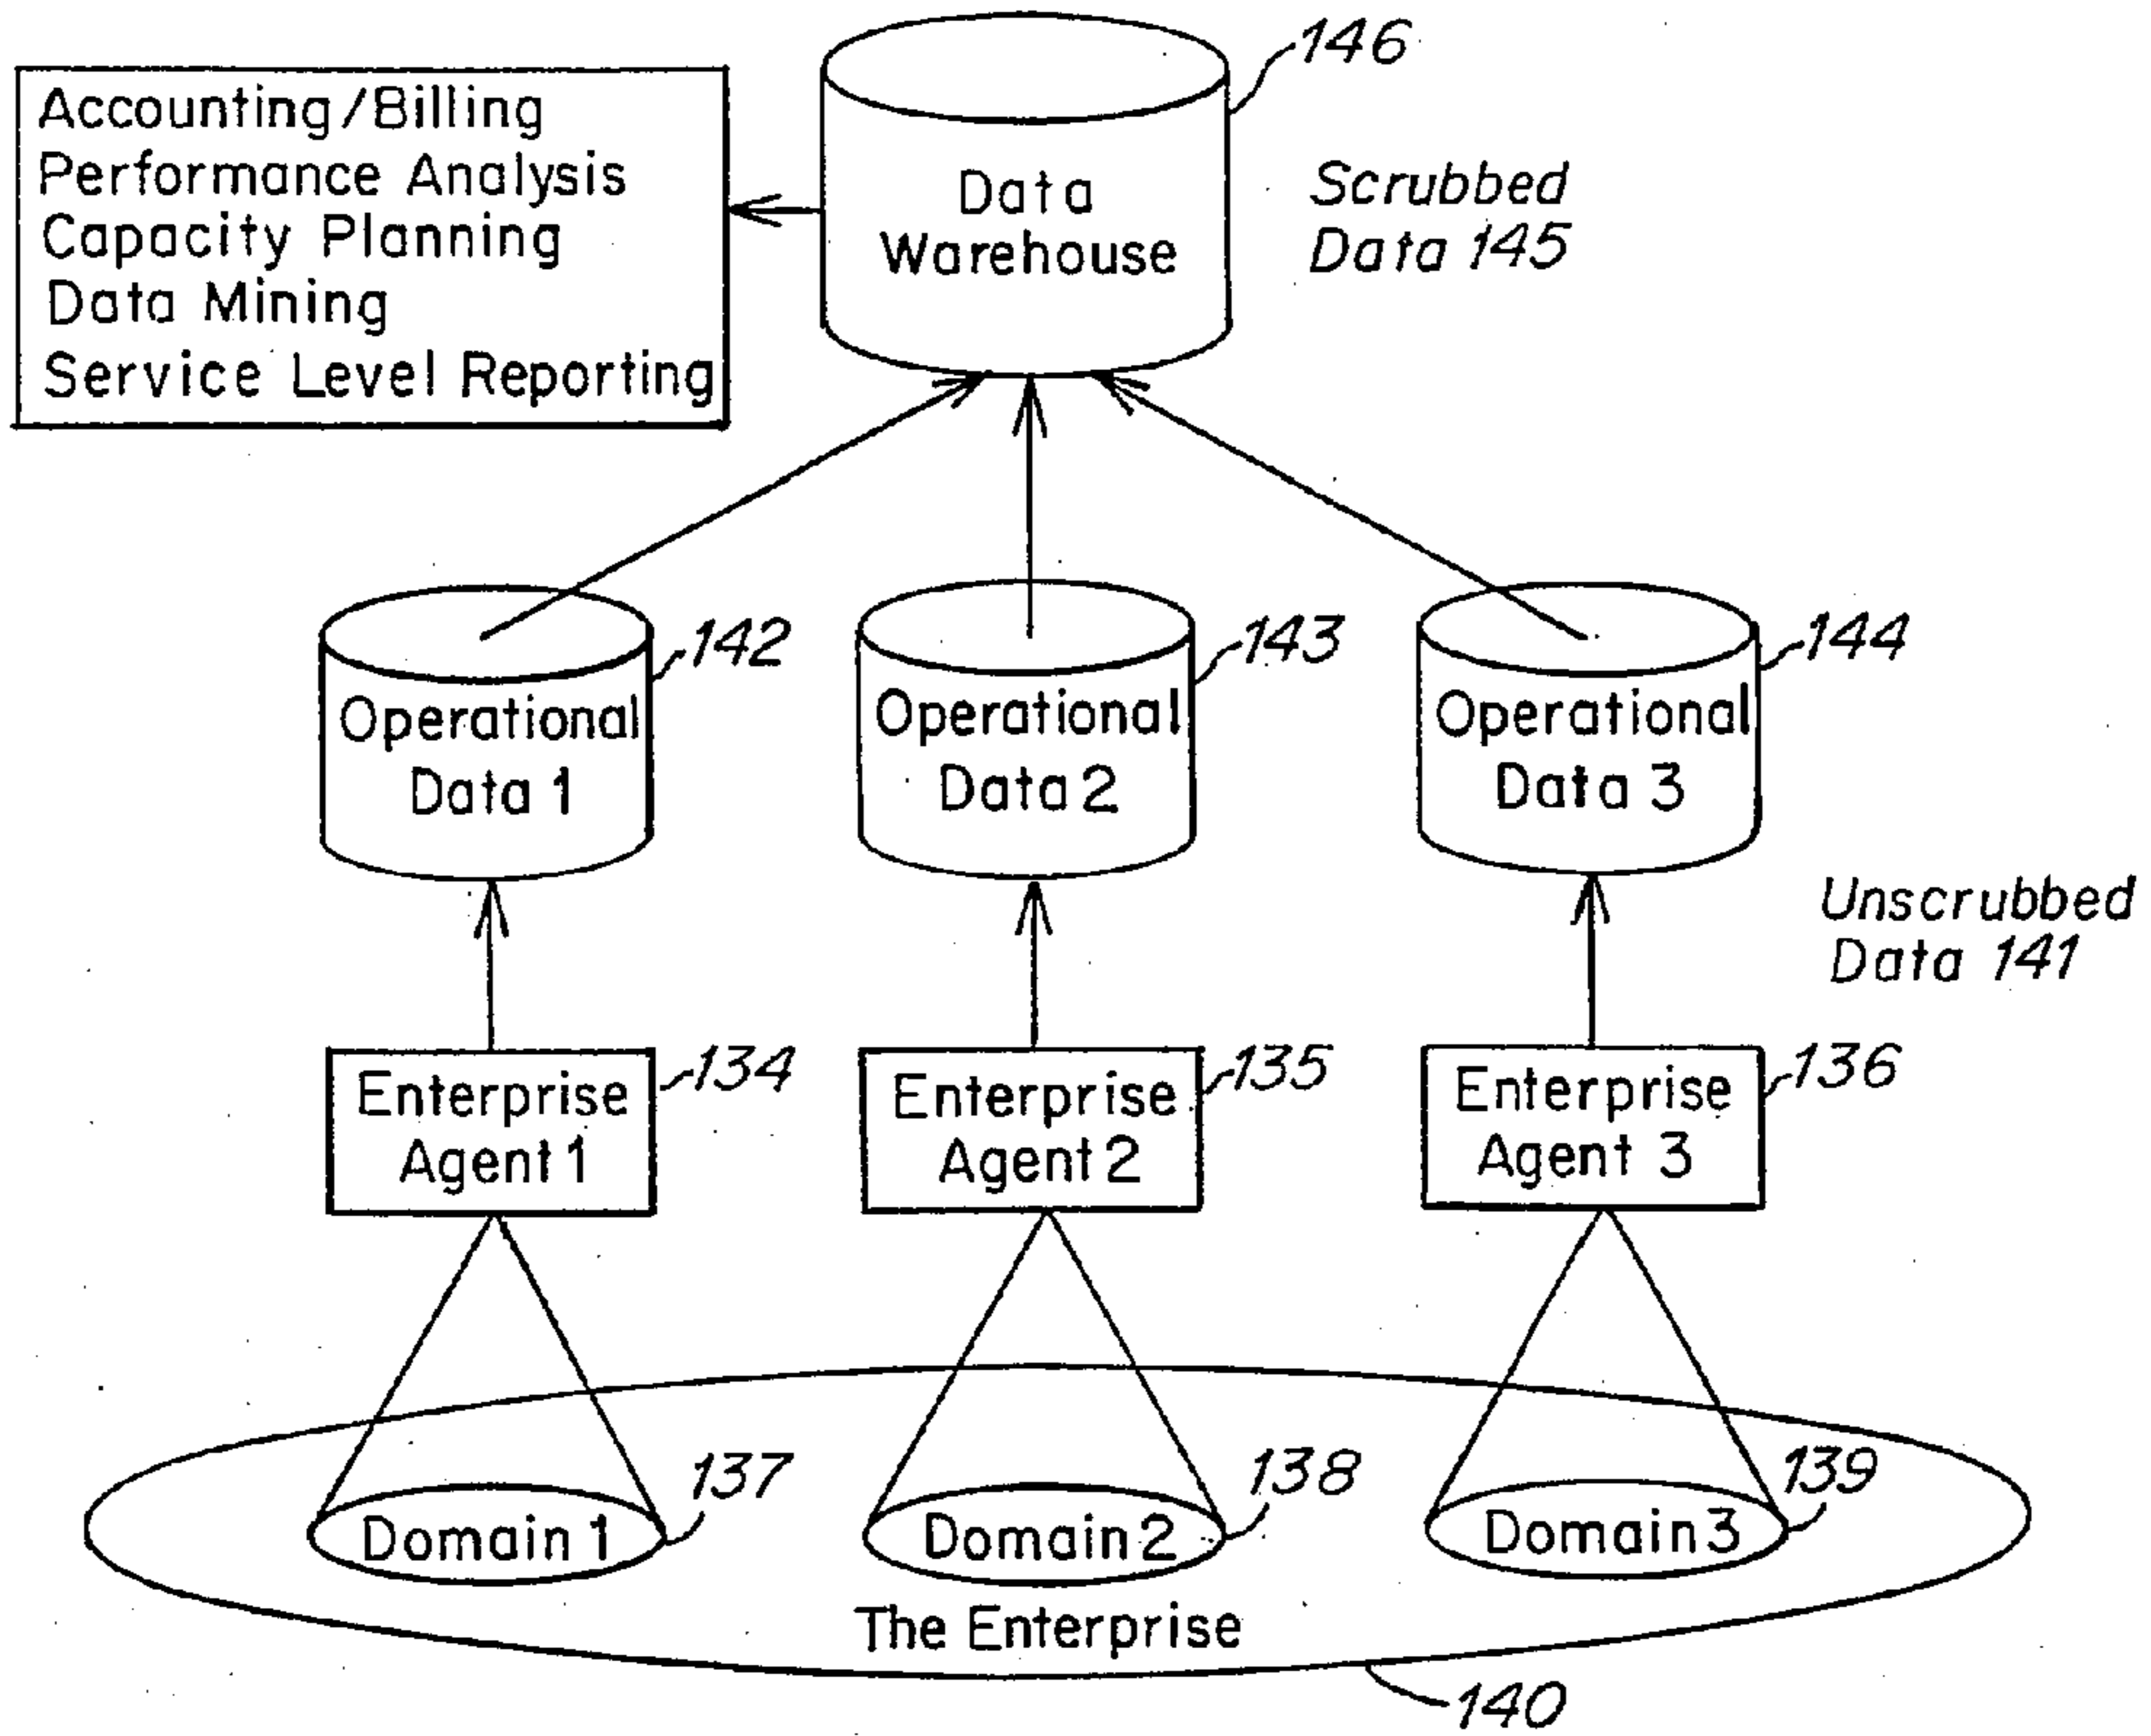 146
Accounting/Billing
Performance Analysis
Capacity Planning
Data Mining
Service Level Reporting
Data
Warehouse
Scrubbed
Data 145
142
143
144
Operational
Data 1
Operational
Data 2
Operational
Data 3
Unscrubbed
Data 141
Enterprise
Agent 1
134
Enterprise
Agent 2
135
Enterprise
Agent 3
136
137
138
139
Domain 1
Domain 2
Domain 3
The Enterprise
140